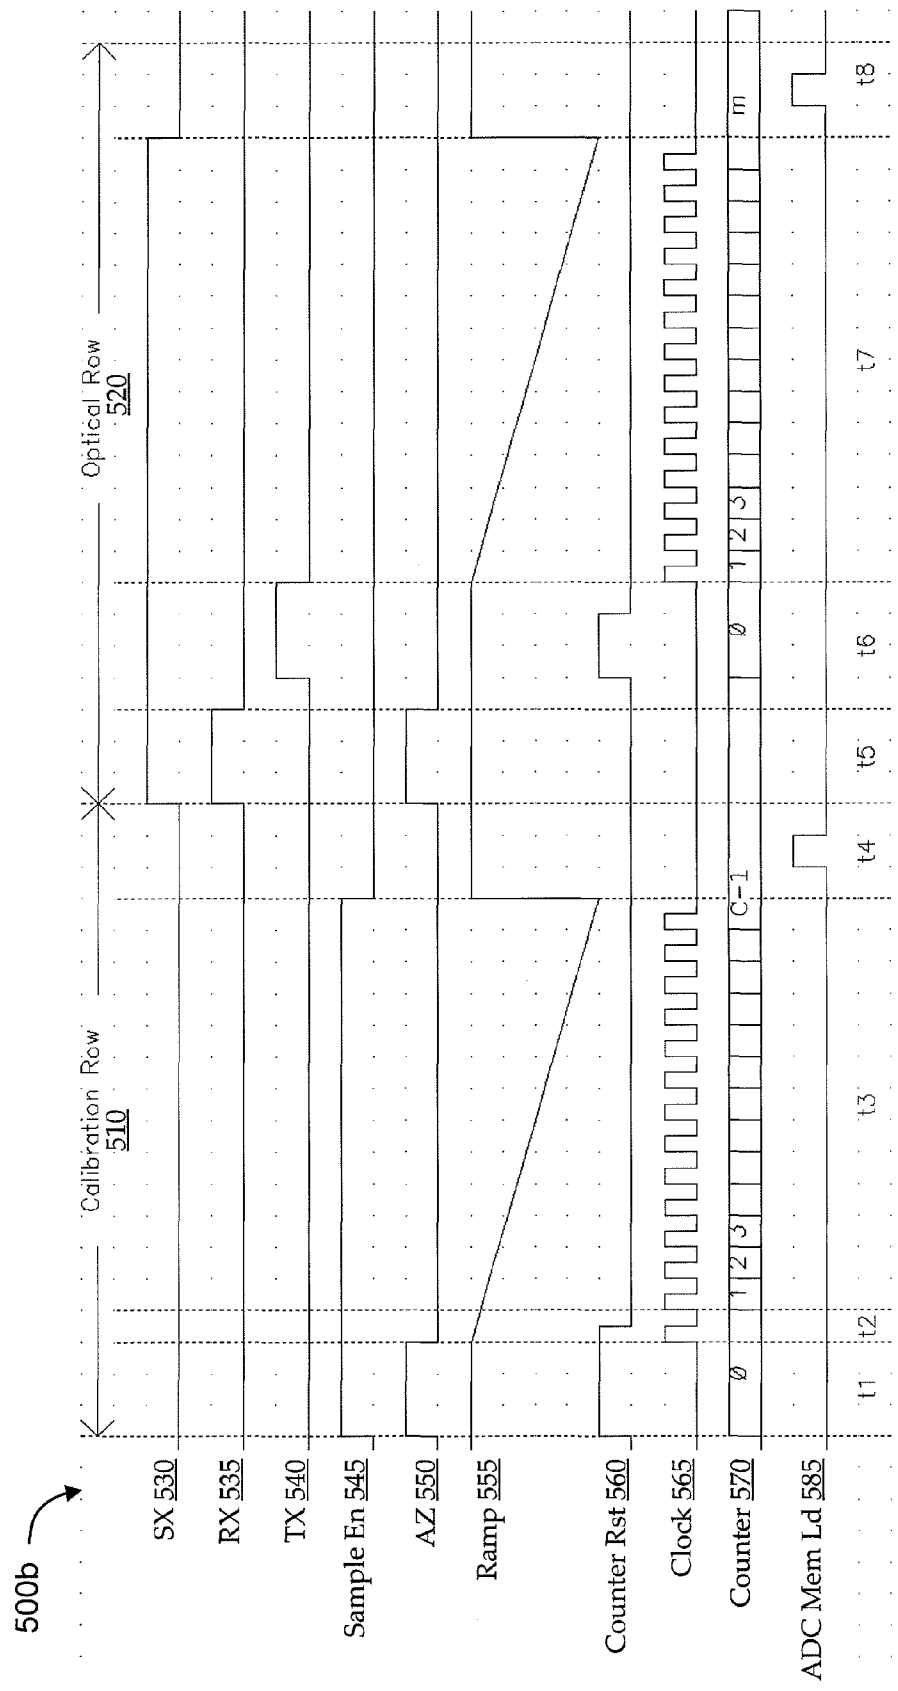 500b
Calibration Row
510
Optical Row
520
SX 530
RX 535
TX 540
Sample En 545
AZ 550
Ramp 555
Counter Rst 560
Clock 565
Counter 570
Ø 1 2 3 C-1 Ø 1 2 3 m
ADC Mem Ld 585
t1 t2 t3 t4 t5 t6 t7 t8